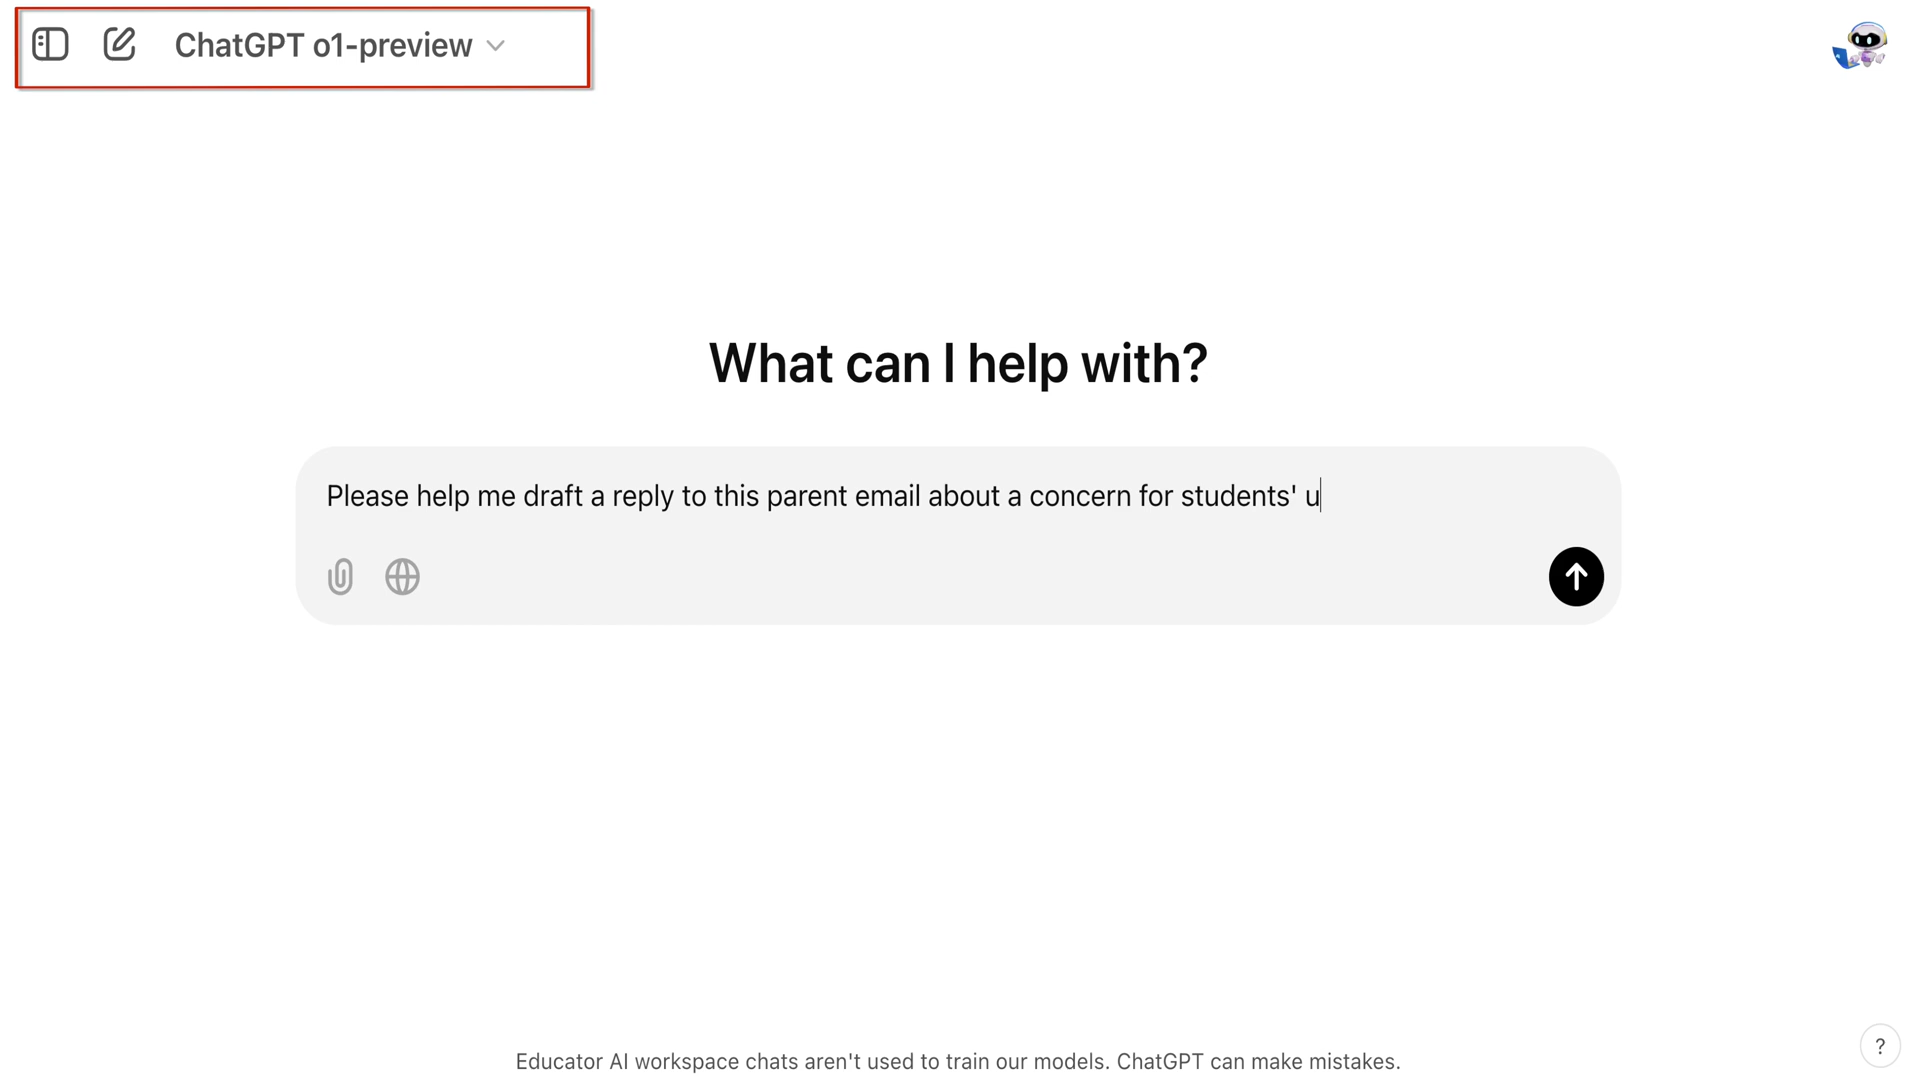 ChatGPT o1-preview
What can I help with?
Please help me draft a reply to this parent email about a concern for students' u
Educator AI workspace chats aren't used to train our models. ChatGPT can make mistakes.
?